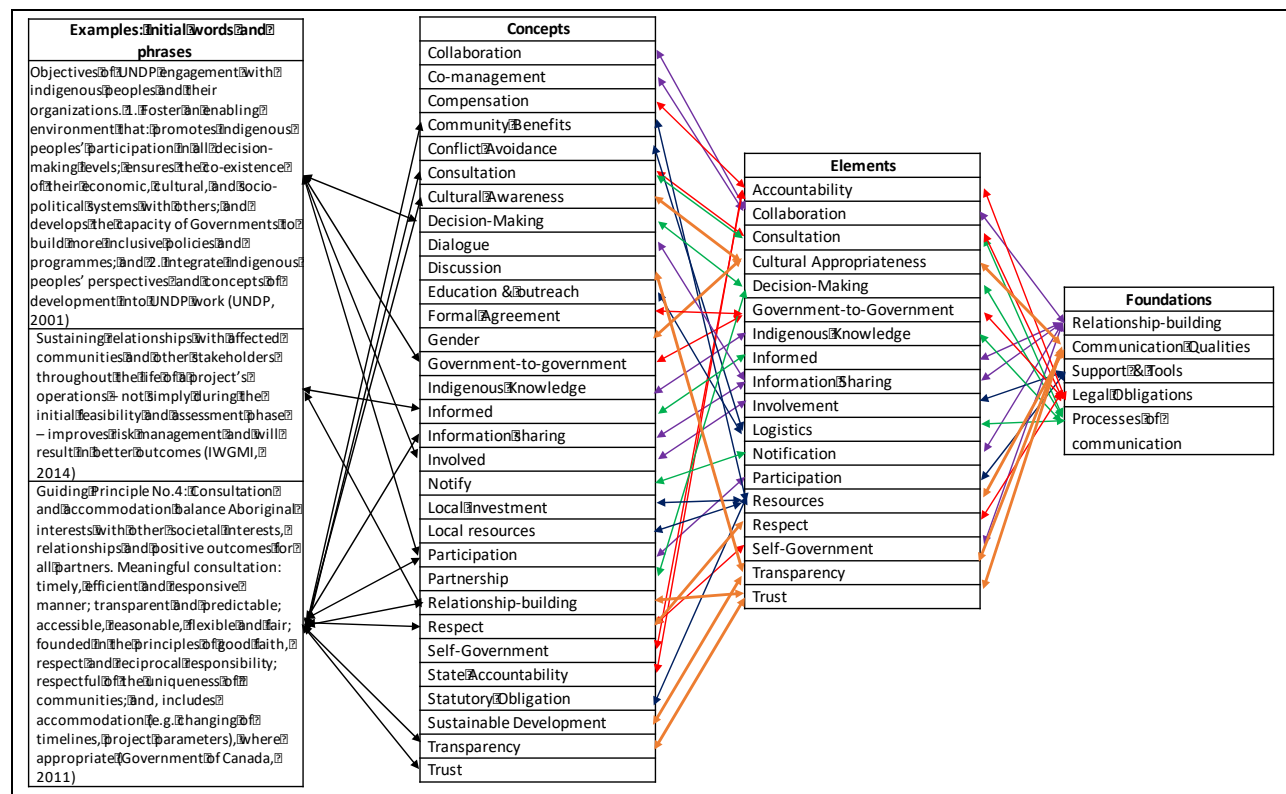 Examples: Initial words and
phrases
Objectives of UNDP engagement with
indigenous peoples and their
organizations. 1. Foster an enabling
environment that: promotes indigenous
peoples' participation in all decision-
making levels; ensures the co-existence
of their economic, cultural, and socio-
political systems with others; and
develops the capacity of Governments to
build more inclusive policies and
programmes; and 2. Integrate indigenous
peoples' perspectives and concepts of
development into UNDP work (UNDP,
2001)
Sustaining relationships with affected
communities and other stakeholders
throughout the life of a project's
operations – not simply during the
initial feasibility and assessment phase
– improves risk management and will
result in better outcomes (IWGMI,
2014)
Guiding Principle No.4: Consultation
and accommodation balance Aboriginal
interests with other societal interests,
relationships and positive outcomes for
all partners. Meaningful consultation:
timely, efficient and responsive
manner; transparent and predictable;
accessible, reasonable, flexible and fair;
founded in the principles of good faith,
respect and reciprocal responsibility;
respectful of the uniqueness of
communities; and, includes
accommodation (e.g. changing of
timelines, project parameters), where
appropriate (Government of Canada,
2011)
Concepts
Collaboration
Co-management
Compensation
Community Benefits
Conflict Avoidance
Consultation
Cultural Awareness
Decision-Making
Dialogue
Discussion
Education & outreach
Formal Agreement
Gender
Government-to-government
Indigenous Knowledge
Informed
Information sharing
Involved
Notify
Local Investment
Local resources
Participation
Partnership
Relationship-building
Respect
Self-Government
State Accountability
Statutory Obligation
Sustainable Development
Transparency
Trust
Elements
Accountability
Collaboration
Consultation
Cultural Appropriateness
Decision-Making
Government-to-Government
Indigenous Knowledge
Informed
Information Sharing
Involvement
Logistics
Notification
Participation
Resources
Respect
Self-Government
Transparency
Trust
Foundations
Relationship-building
Communication Qualities
Support & Tools
Legal Obligations
Processes of
communication